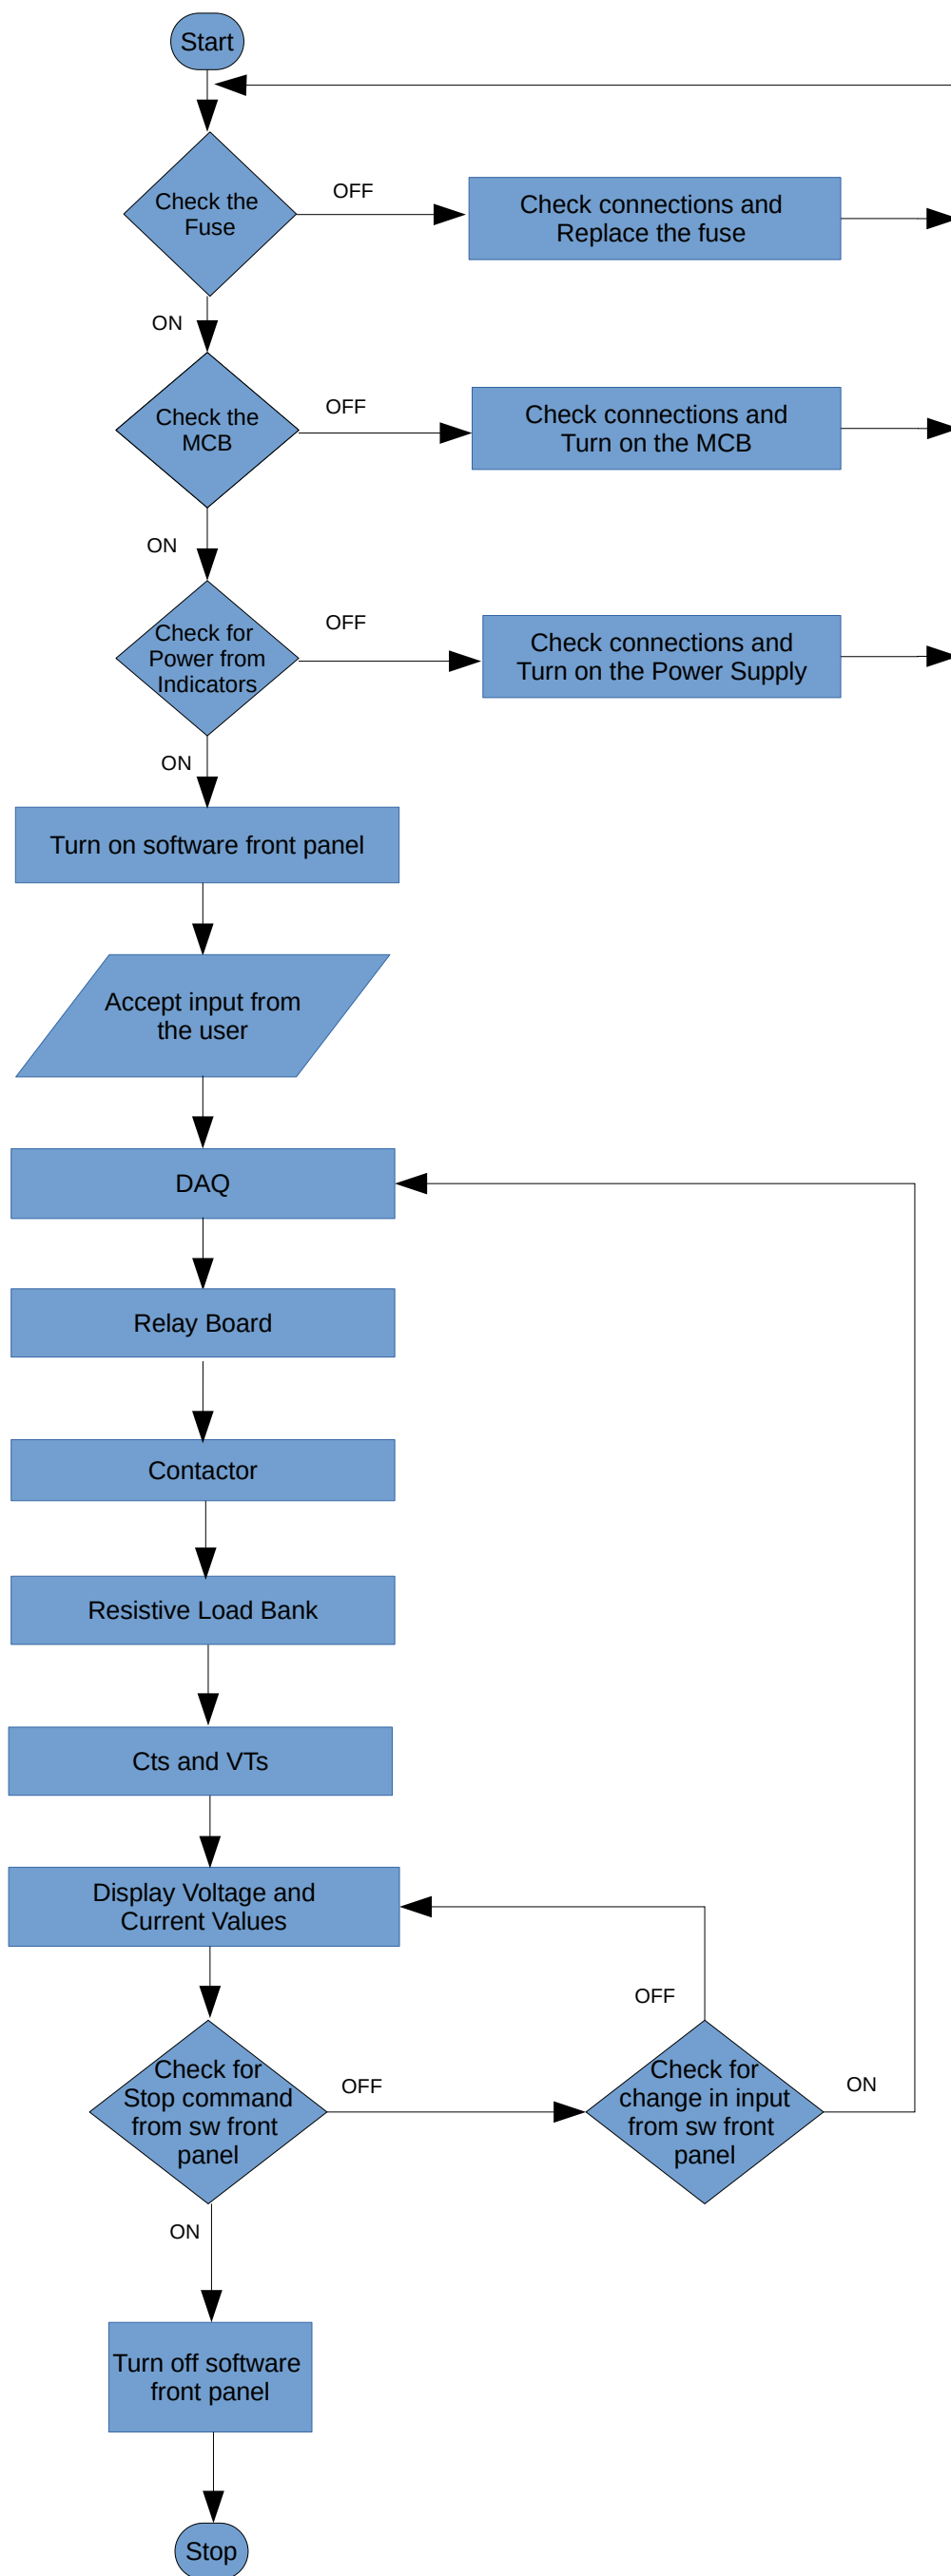 Start
Check the
Fuse
OFF
Check connections and
Replace the fuse
ON
Check the
MCB
OFF
Check connections and
Turn on the MCB
ON
Check for
Power from
Indicators
OFF
Check connections and
Turn on the Power Supply
ON
Turn on software front panel
Accept input from
the user
DAQ
Relay Board
Contactor
Resistive Load Bank
Cts and VTs
Display Voltage and
Current Values
OFF
Check for
Stop command
from sw front
panel
OFF
Check for
change in input
from sw front
panel
ON
ON
Turn off software
front panel
Stop